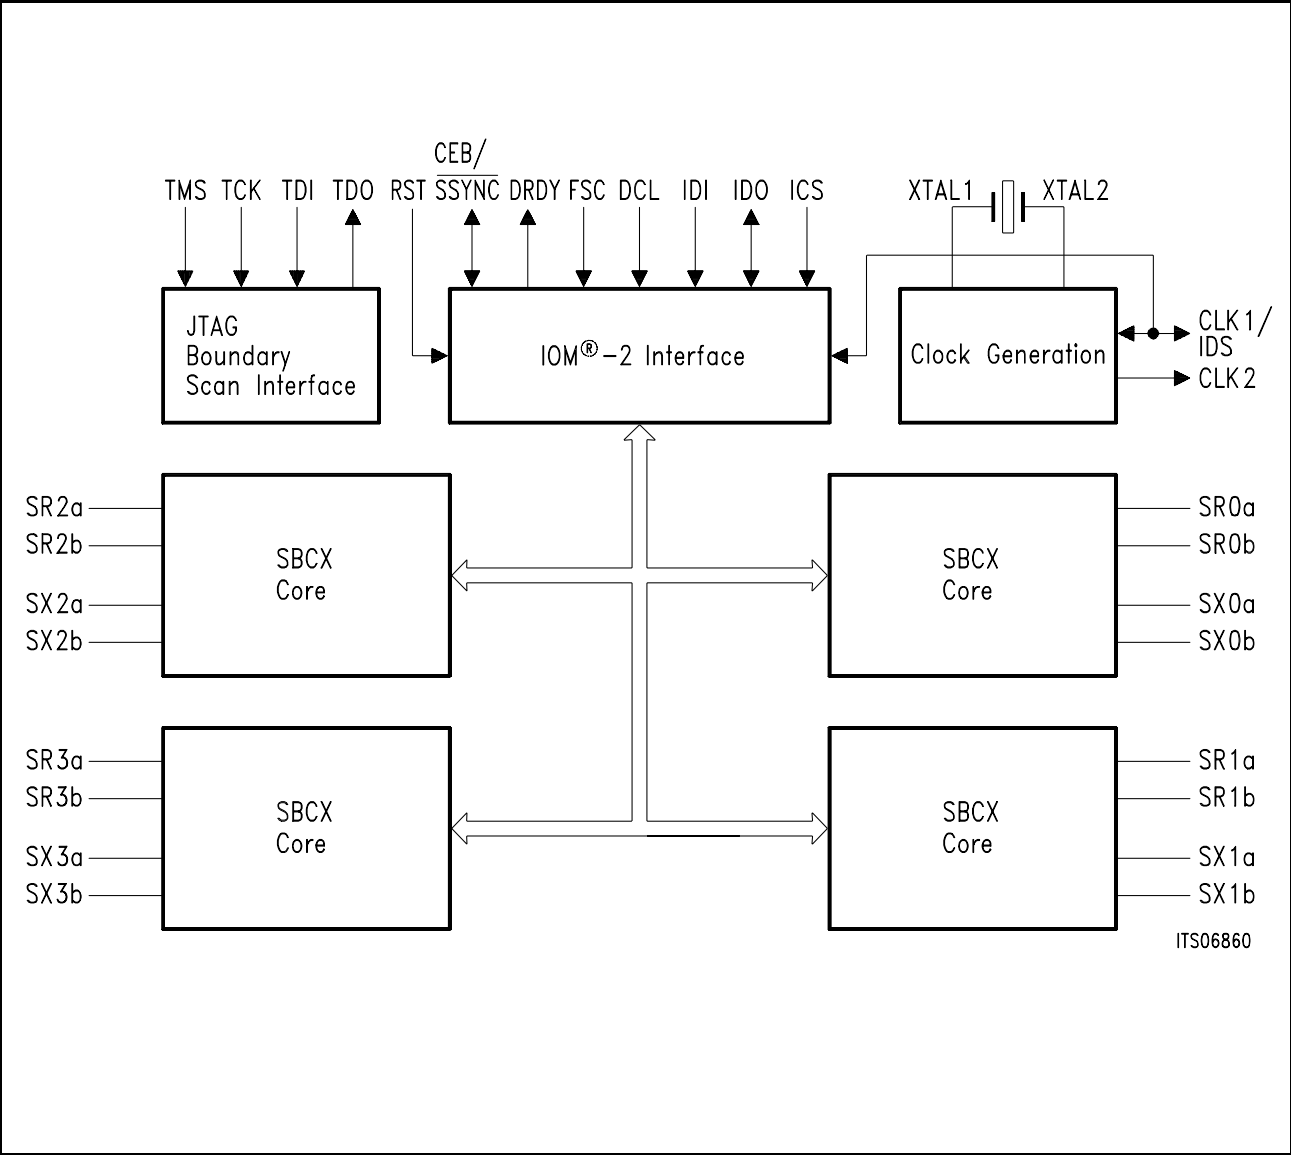 CEB/
TMS TCK TDI TDO RST SSYNC DRDY FSC DCL IDI IDO ICS XTAL1 XTAL2
JTAG
Boundary
Scan Interface
IOM®-2 Interface
Clock Generation
CLK1/
IDS
CLK2
SR2a
SR2b
SX2a
SX2b
SBCX
Core
SBCX
Core
SR0a
SR0b
SX0a
SX0b
SR3a
SR3b
SX3a
SX3b
SBCX
Core
SBCX
Core
SR1a
SR1b
SX1a
SX1b
ITS06860